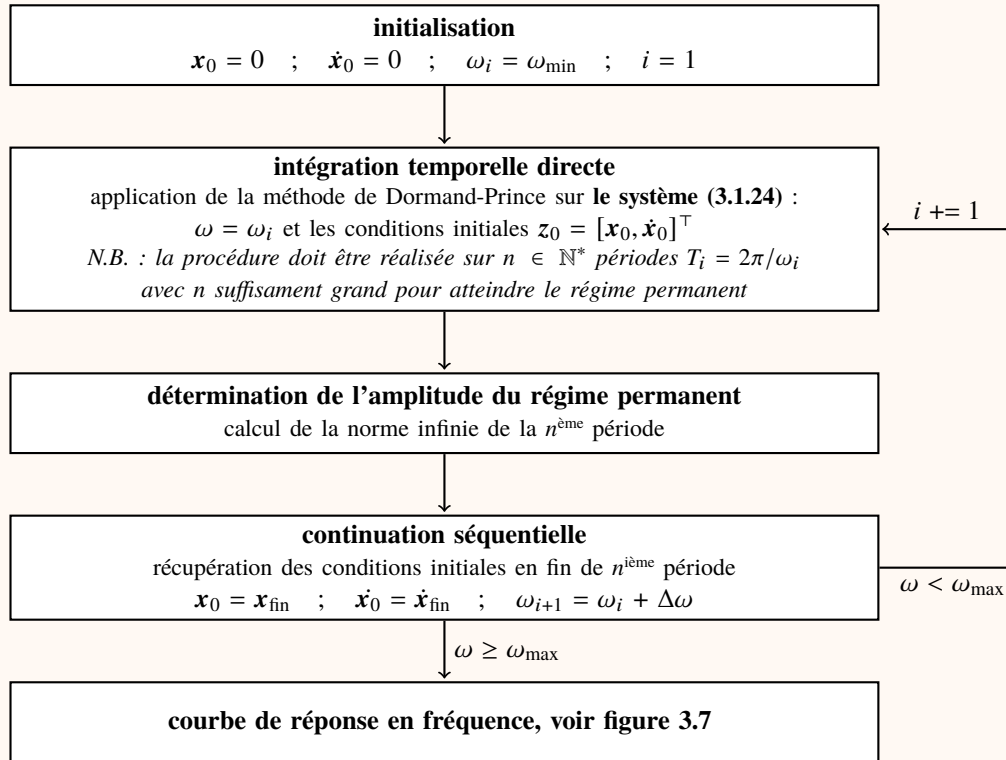 initialisation
x₀ = 0 ; ẋ₀ = 0 ; ωᵢ = ω_min ; i = 1
intégration temporelle directe
application de la méthode de Dormand-Prince sur le système (3.1.24) :
ω = ωᵢ et les conditions initiales z₀ = [x₀, ẋ₀]^⊤
N.B. : la procédure doit être réalisée sur n ∈ ℕ* périodes Tᵢ = 2π/ωᵢ
avec n suffisament grand pour atteindre le régime permanent
i += 1
détermination de l'amplitude du régime permanent
calcul de la norme infinie de la n^ème période
continuation séquentielle
récupération des conditions initiales en fin de n^ième période
x₀ = x_fin ; ẋ₀ = ẋ_fin ; ω_{i+1} = ωᵢ + Δω
ω < ω_max
ω ≥ ω_max
courbe de réponse en fréquence, voir figure 3.7